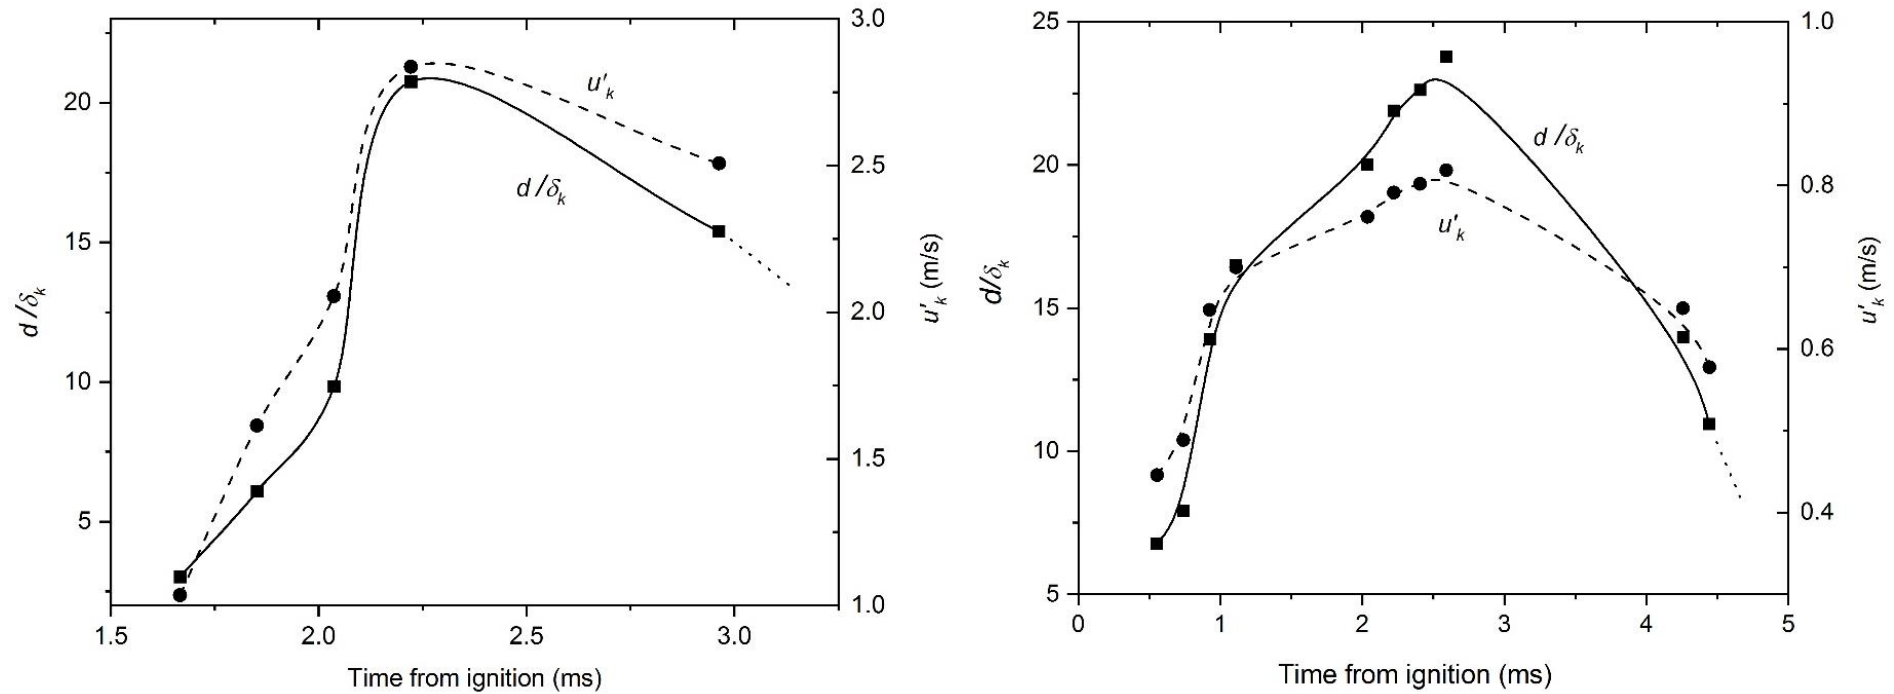 3.0
20
u′k
2.5
d/δk
15
d/δk
2.0
u′k (m/s)
10
1.5
5
1.0
1.5 2.0 2.5 3.0
Time from ignition (ms)
25
1.0
d/δk
20
0.8
u′k
d/δk
15
u′k (m/s)
0.6
10
0.4
5
0 1 2 3 4 5
Time from ignition (ms)